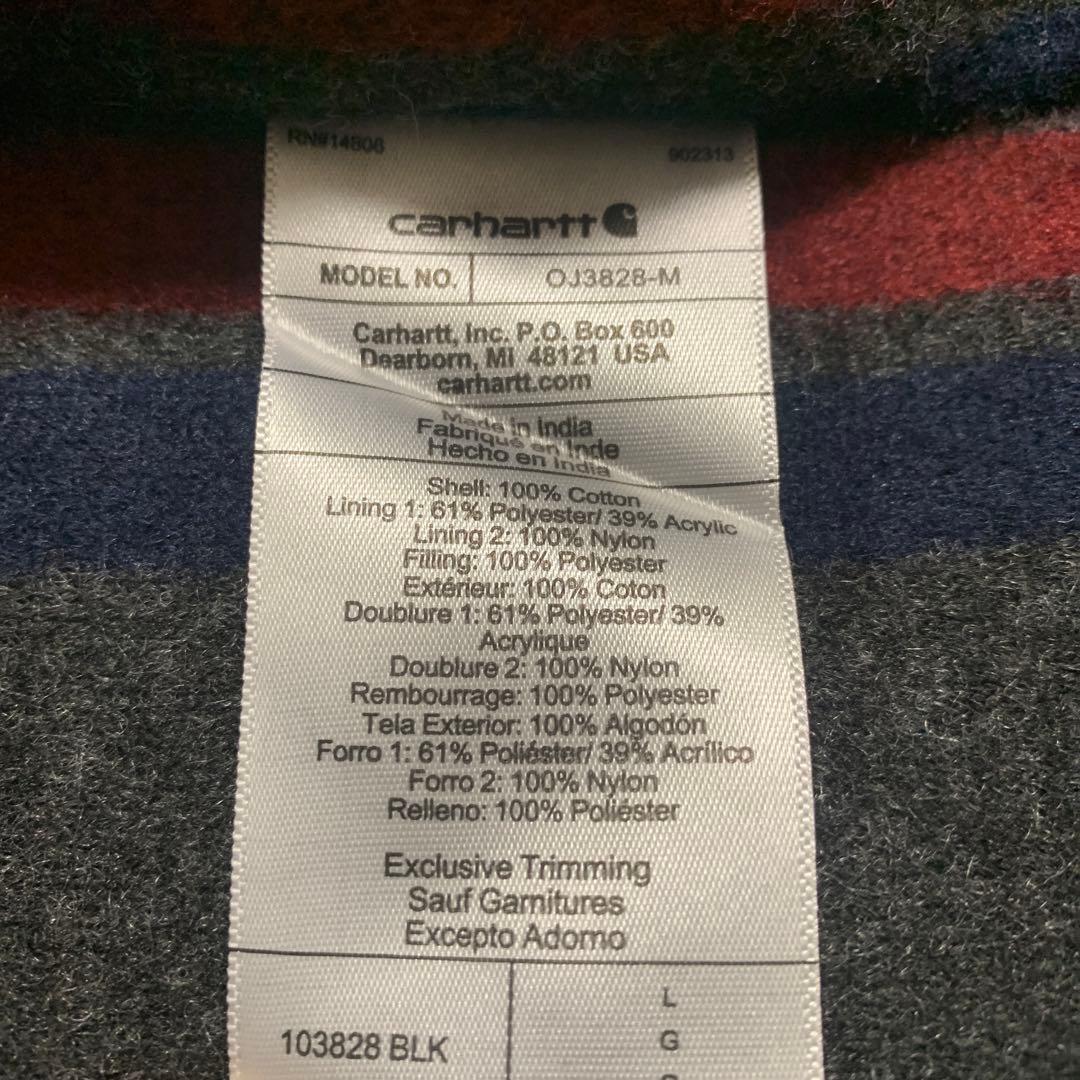 RN#14806
902313
carhartt
MODEL NO. OJ3828-M
Carhartt, Inc. P.O. Box 600
Dearborn, MI 48121 USA
carhartt.com
Made in India
Fabriqué en Inde
Hecho en India
Shell: 100% Cotton
Lining 1: 61% Polyester/ 39% Acrylic
Lining 2: 100% Nylon
Filling: 100% Polyester
Extérieur: 100% Coton
Doublure 1: 61% Polyester/ 39%
Acrylique
Doublure 2: 100% Nylon
Rembourrage: 100% Polyester
Tela Exterior: 100% Algodón
Forro 1: 61% Poliéster/ 39% Acrílico
Forro 2: 100% Nylon
Relleno: 100% Poliéster
Exclusive Trimming
Sauf Garnitures
Excepto Adorno
L
103828 BLK G